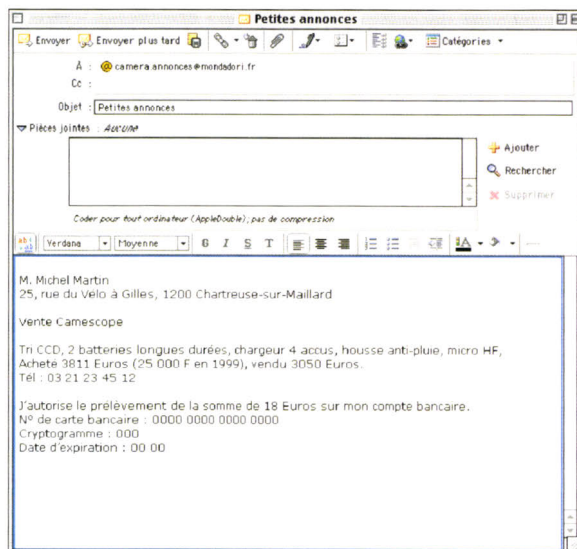 Petites annonces
Envoyer Envoyer plus tard Catégories
À : camera.annonces@mondadori.fr
Cc :
Objet : Petites annonces
Pièces jointes : Aucune
Ajouter
Rechercher
Supprimer
Coder pour tout ordinateur (AppleDouble); pas de compression
Verdana Moyenne G I S T A
M. Michel Martin
25, rue du Vélo à Gilles, 1200 Chartreuse-sur-Maillard
Vente Camescope
Tri CCD, 2 batteries longues durées, chargeur 4 accus, housse anti-pluie, micro HF,
Acheté 3811 Euros (25 000 F en 1999), vendu 3050 Euros.
Tél : 03 21 23 45 12
J'autorise le prélèvement de la somme de 18 Euros sur mon compte bancaire.
N° de carte bancaire : 0000 0000 0000 0000
Cryptogramme : 000
Date d'expiration : 00 00